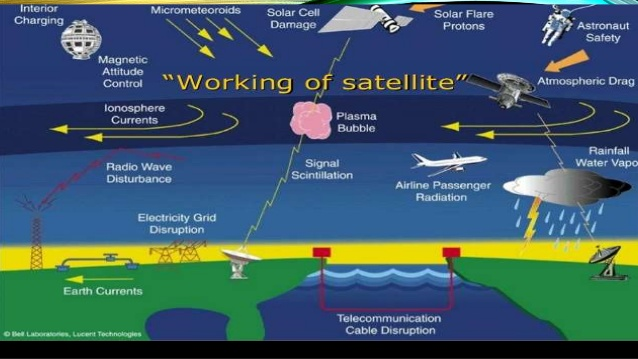 Interior
Charging
Micrometeoroids
Solar Cell
Damage
Solar Flare
Protons
Astronaut
Safety
Magnetic
Attitude
Control
“Working of satellite”
Atmospheric Drag
Ionosphere
Currents
Plasma
Bubble
Radio Wave
Disturbance
Signal
Scintillation
Airline Passenger
Radiation
Rainfall
Water Vapo
Electricity Grid
Disruption
Earth Currents
Telecommunication
Cable Disruption
© Bell Laboratories, Lucent Technologies